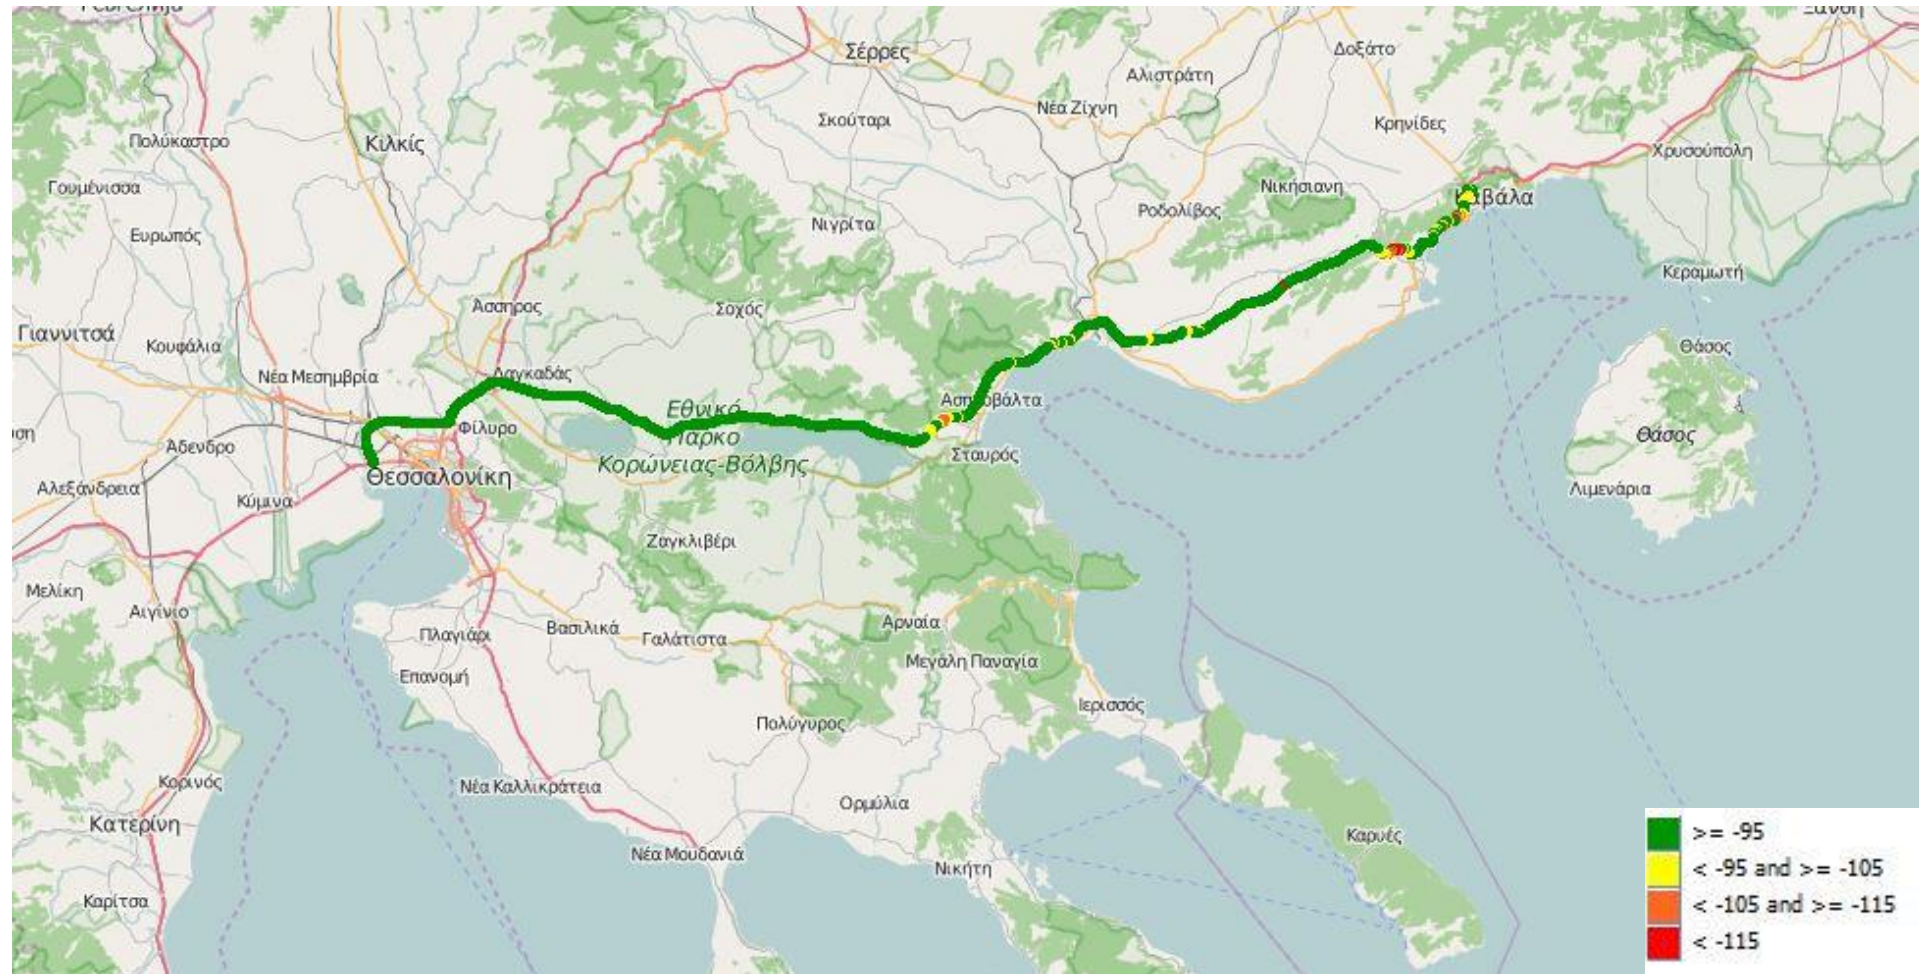 Σέρρες
Δοξάτο
Αλιστράτη
Νέα Ζίχνη
Σκούταρι
Κρηνίδες
Πολύκαστρο
Κιλκίς
Χρυσούπολη
Γουμένισσα
Νικήσιανη
Καβάλα
Ροδολίβος
Νιγρίτα
Ευρωπός
Κεραμωτή
Άσσηρος
Σοχός
Γιαννιτσά
Κουφάλια
Θάσος
Νέα Μεσημβρία
Λαγκαδάς
Ασπροβάλτα
Εθνικό
Πάρκο
Κορώνειας-Βόλβης
Φίλυρο
Θάσος
Άδενδρο
Σταυρός
Θεσσαλονίκη
Αλεξάνδρεια
Κύμινα
Λιμενάρια
Ζαγκλιβέρι
Μελίκη
Αιγίνιο
Πλαγιάρι
Βασιλικά
Γαλάτιστα
Αρναία
Μεγάλη Παναγία
Επανομή
Ιερισσός
Πολύγυρος
Κορινός
Νέα Καλλικράτεια
Ορμύλια
Κατερίνη
Καρυές
Νέα Μουδανιά
Νικήτη
Καρίτσα
>= -95
< -95 and >= -105
< -105 and >= -115
< -115